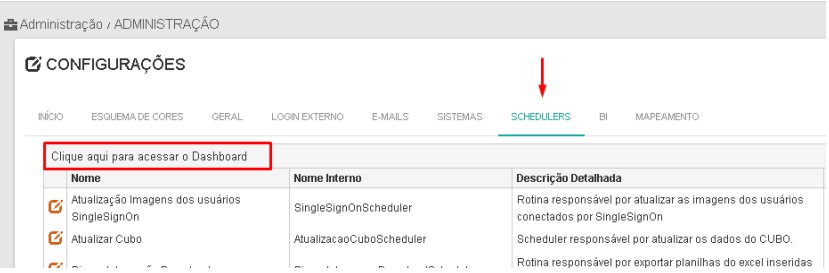 Administração / ADMINISTRAÇÃO
CONFIGURAÇÕES
INÍCIO ESQUEMA DE CORES GERAL LOGIN EXTERNO E-MAILS SISTEMAS SCHEDULERS BI MAPEAMENTO
Clique aqui para acessar o Dashboard
Nome Nome Interno Descrição Detalhada
Atualização Imagens dos usuários
SingleSignOn
SingleSignOnScheduler
Rotina responsável por atualizar as imagens dos usuários
conectados por SingleSignOn
Atualizar Cubo AtualizacaoCuboScheduler Scheduler responsável por atualizar os dados do CUBO.
Rotina responsável por exportar planilhas do excel inseridas